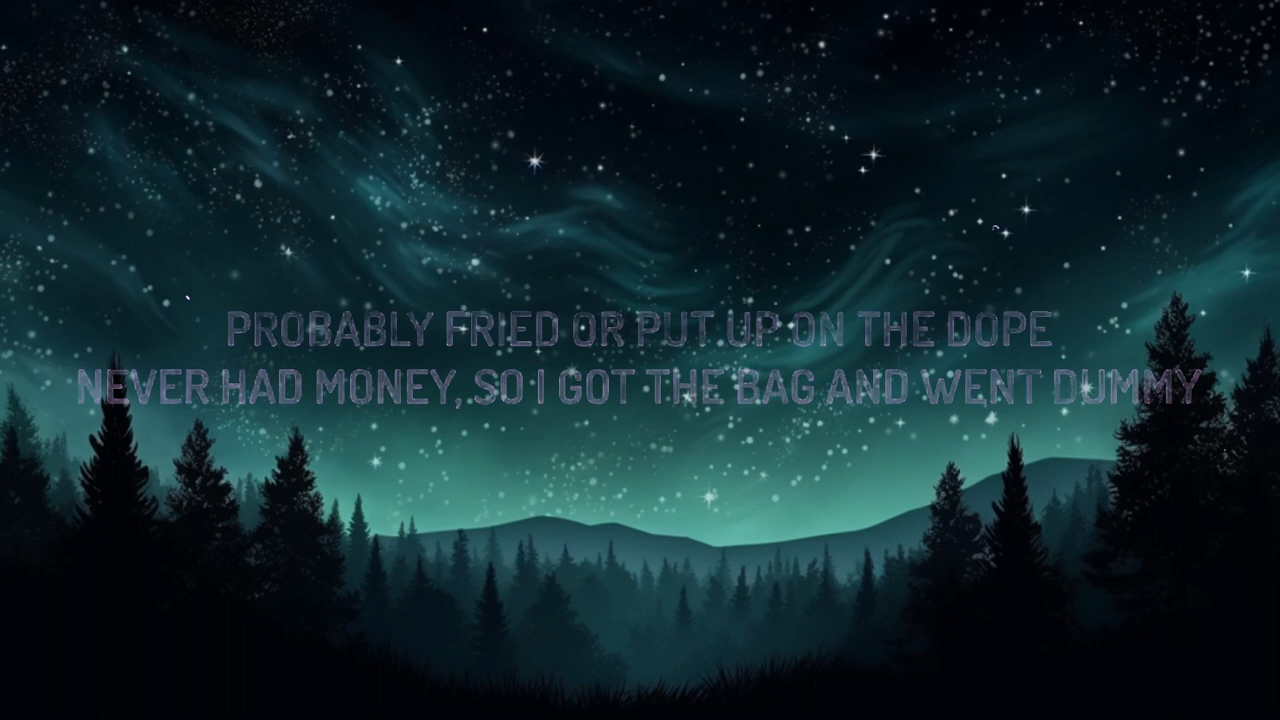 PROBABLY FRIED OR PUT UP ON THE DOPE
NEVER HAD MONEY, SO I GOT THE BAG AND WENT DUMMY